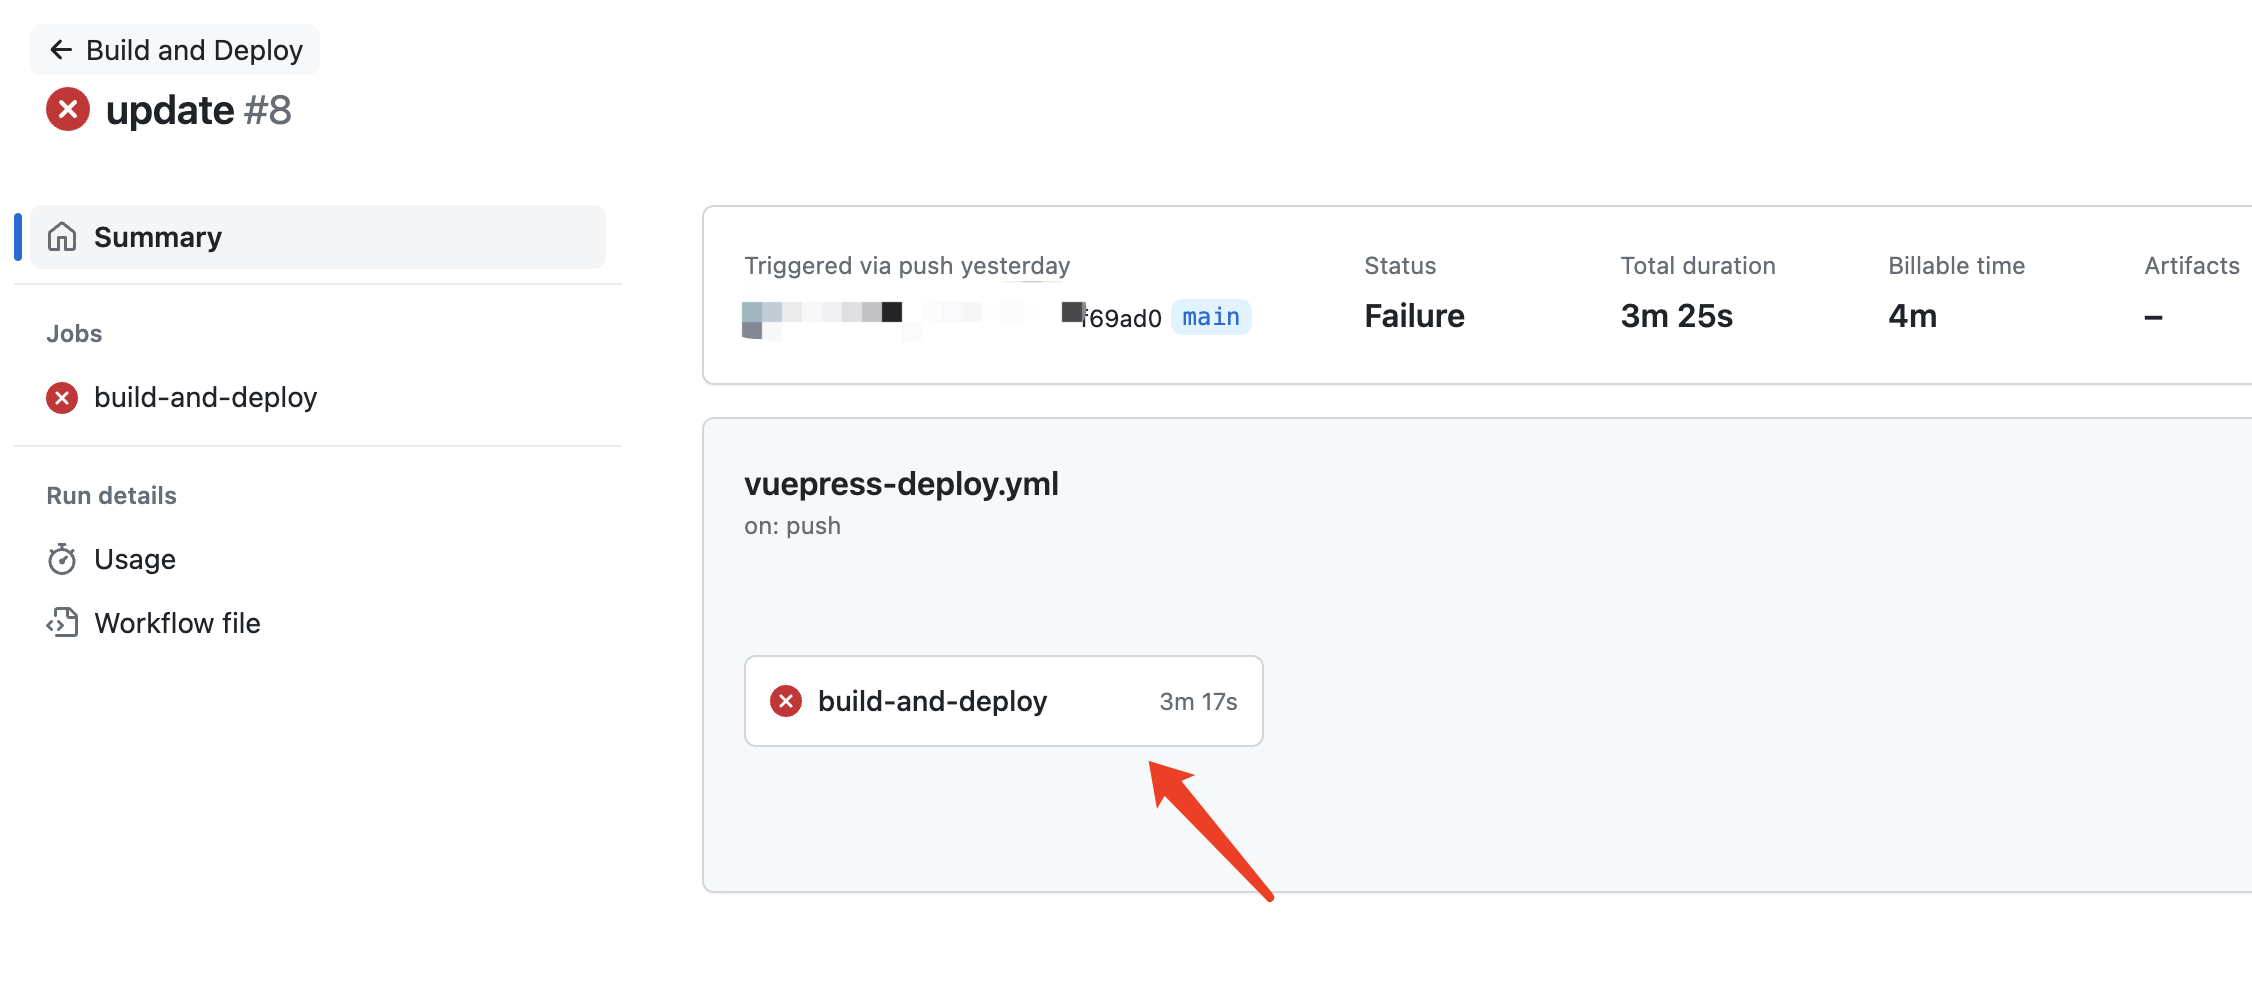 Build and Deploy
update #8
Summary
Jobs
build-and-deploy
Run details
Usage
Workflow file
Triggered via push yesterday
Status
Total duration
Billable time
Artifacts
f69ad0 main
Failure
3m 25s
4m
–
vuepress-deploy.yml
on: push
build-and-deploy
3m 17s